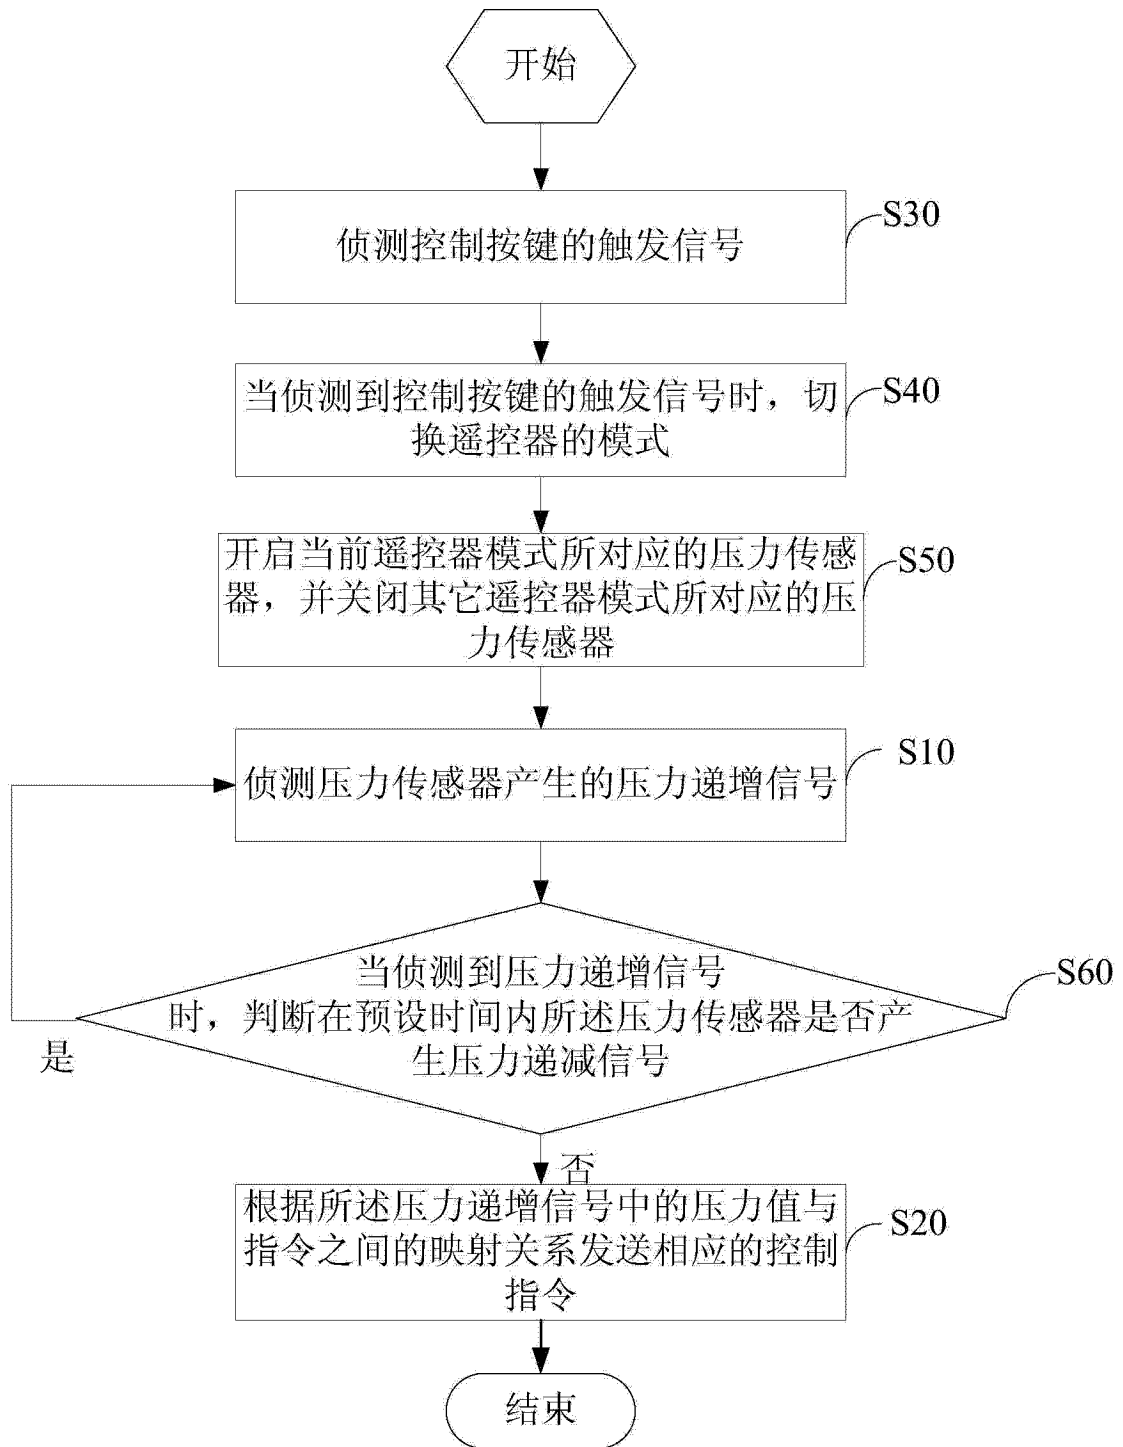 开始
侦测控制按键的触发信号
S30
当侦测到控制按键的触发信号时，切
换遥控器的模式
S40
开启当前遥控器模式所对应的压力传感
器，并关闭其它遥控器模式所对应的压
力传感器
S50
侦测压力传感器产生的压力递增信号
S10
当侦测到压力递增信号
时，判断在预设时间内所述压力传感器是否产
生压力递减信号
S60
是
否
根据所述压力递增信号中的压力值与
指令之间的映射关系发送相应的控制
指令
S20
结束